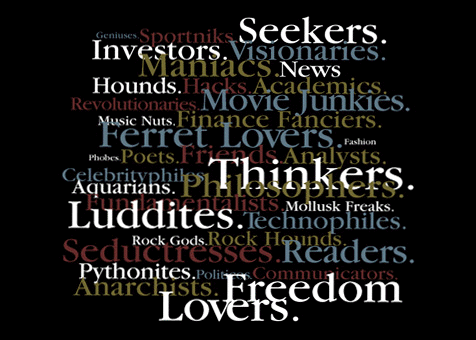 Geniuses. Sportniks. Seekers.
Investors. Visionaries.
Maniacs. News
Hounds. Hacks. Academics.
Revolutionaries. Movie Junkies.
Music Nuts. Finance Fanciers.
Ferret Lovers. Fashion
Phobes. Poets. Friends. Analysts.
Celebrityphiles. Thinkers.
Aquarians. Philosophers.
Fundamentalists. Mollusk Freaks.
Luddites. Technophiles.
Rock Gods. Rock Hounds.
Seductresses. Readers.
Pythonites. Politicos. Communicators.
Anarchists. Freedom
Lovers.